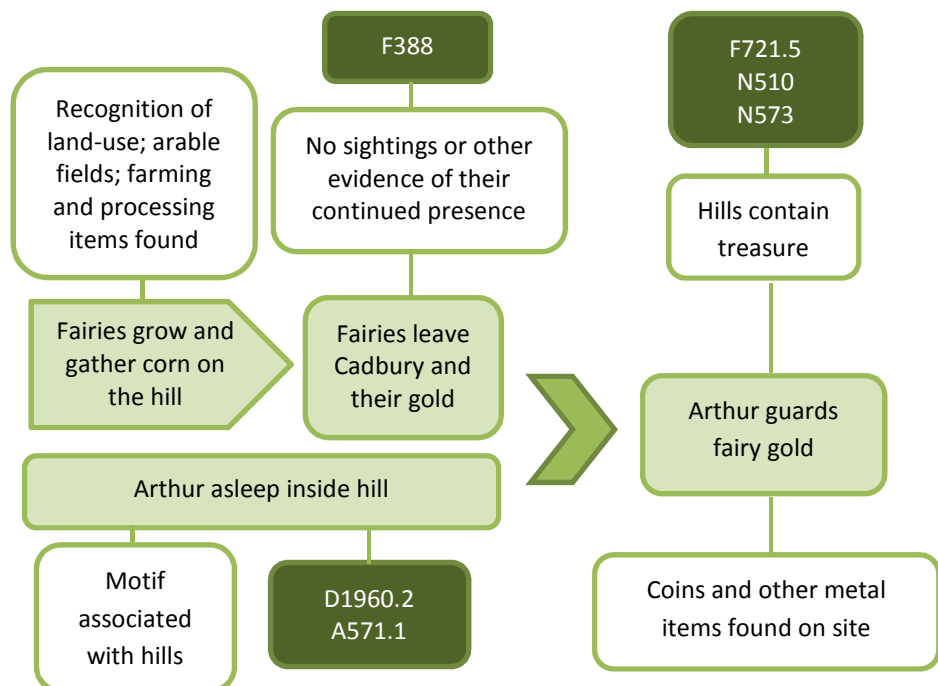 F388
F721.5
N510
N573
Recognition of
land-use; arable
fields; farming
and processing
items found
No sightings or other
evidence of their
continued presence
Hills contain
treasure
Fairies grow and
gather corn on
the hill
Fairies leave
Cadbury and
their gold
Arthur guards
fairy gold
Arthur asleep inside hill
Motif
associated
with hills
D1960.2
A571.1
Coins and other metal
items found on site